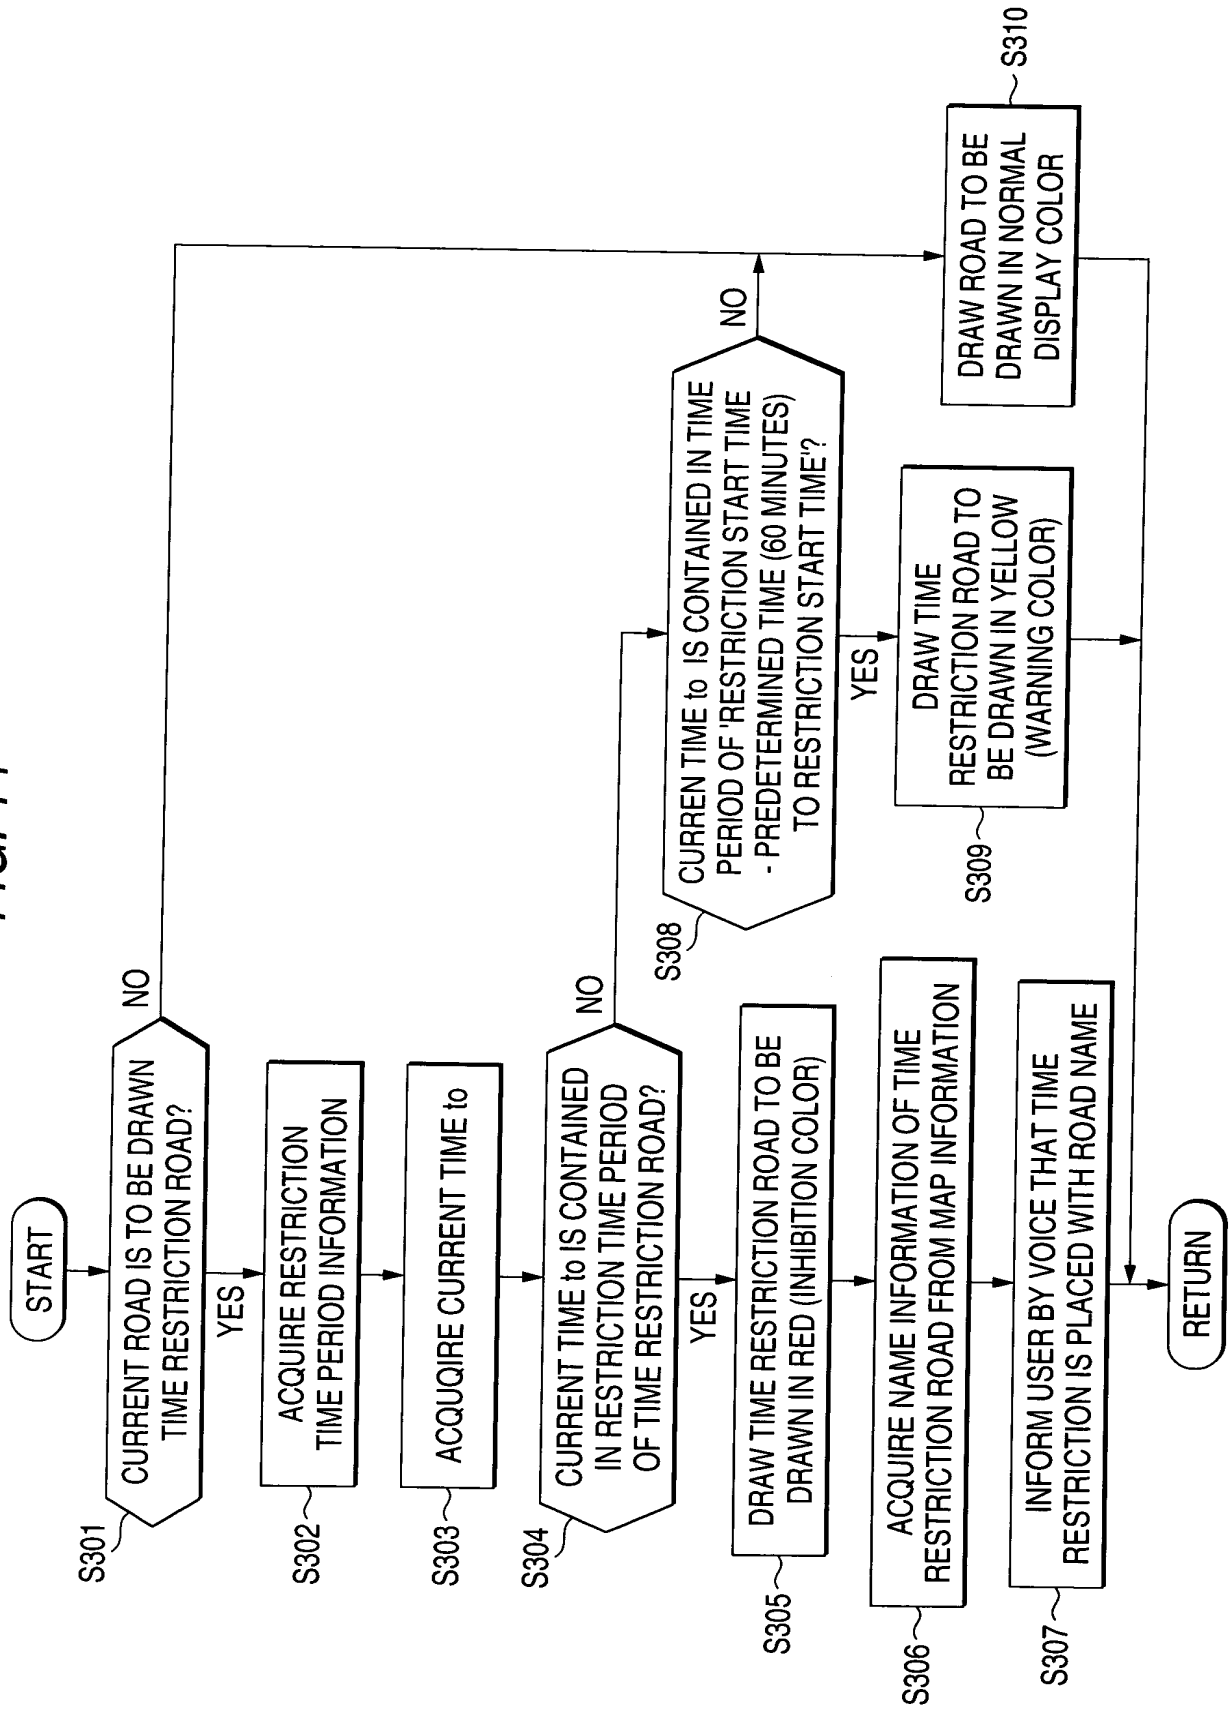 START
CURRENT ROAD IS TO BE DRAWN
TIME RESTRICTION ROAD?
S301
NO
YES
ACQUIRE RESTRICTION
TIME PERIOD INFORMATION
S302
ACQUQIRE CURRENT TIME to
S303
CURRENT TIME to IS CONTAINED
IN RESTRICTION TIME PERIOD
OF TIME RESTRICTION ROAD?
S304
NO
YES
DRAW TIME RESTRICTION ROAD TO BE
DRAWN IN RED (INHIBITION COLOR)
S305
ACQUIRE NAME INFORMATION OF TIME
RESTRICTION ROAD FROM MAP INFORMATION
S306
INFORM USER BY VOICE THAT TIME
RESTRICTION IS PLACED WITH ROAD NAME
S307
CURREN TIME to IS CONTAINED IN TIME
PERIOD OF 'RESTRICTION START TIME
- PREDETERMINED TIME (60 MINUTES)
TO RESTRICTION START TIME'?
S308
NO
YES
DRAW TIME
RESTRICTION ROAD TO
BE DRAWN IN YELLOW
(WARNING COLOR)
S309
DRAW ROAD TO BE
DRAWN IN NORMAL
DISPLAY COLOR
S310
RETURN